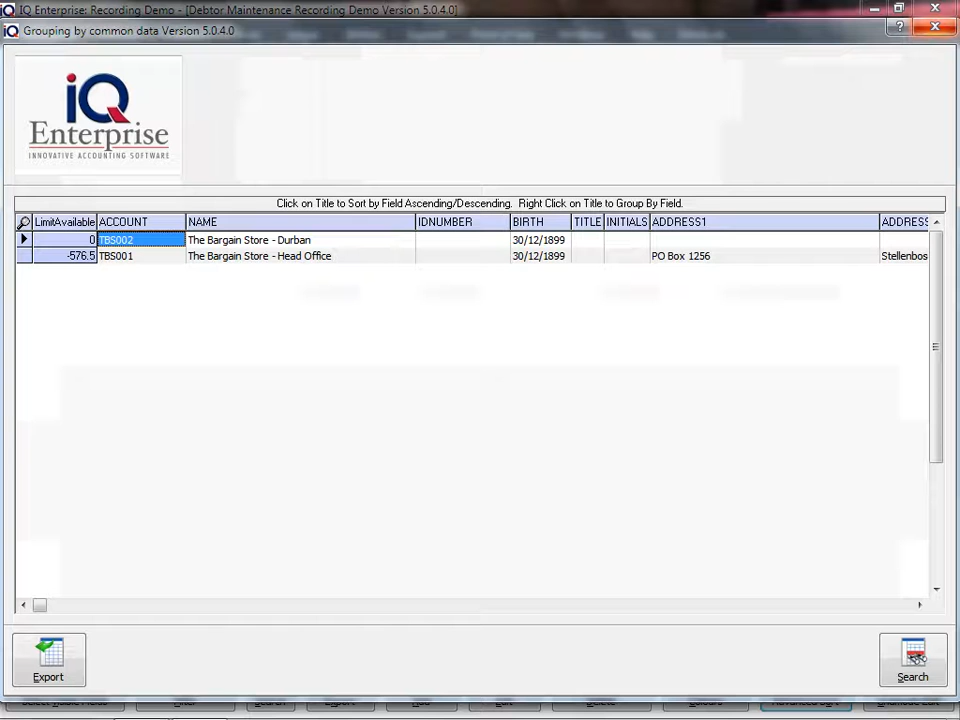 IQ Enterprise: Recording Demo - [Debtor Maintenance Recording Demo Version 5.0.4.0]
Grouping by common data Version 5.0.4.0
iQ
Enterprise
INNOVATIVE ACCOUNTING SOFTWARE
Click on Title to Sort by Field Ascending/Descending. Right Click on Title to Group By Field.
LimitAvailable ACCOUNT NAME IDNUMBER BIRTH TITLE INITIALS ADDRESS1 ADDRESS
0 TBS002 The Bargain Store - Durban 30/12/1899
-576.5 TBS001 The Bargain Store - Head Office 30/12/1899 PO Box 1256 Stellenbos
Export
Search